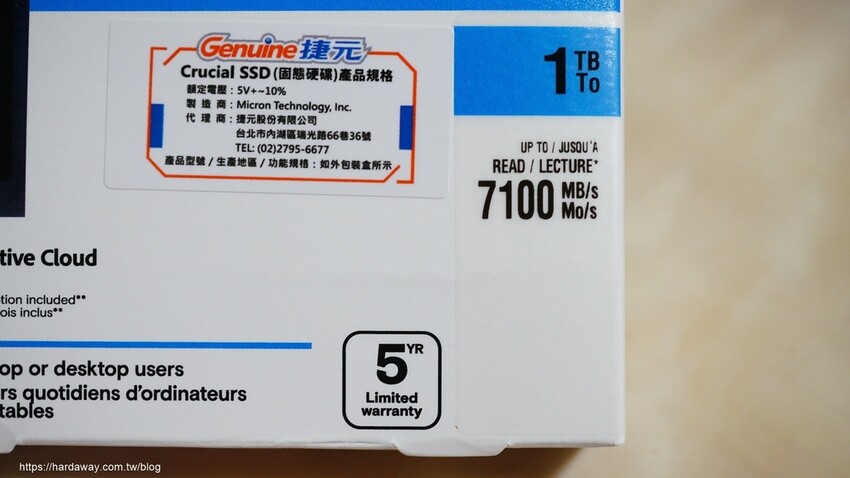 Genuine捷元
Crucial SSD(固態硬碟)產品規格
額定電壓：5V+~10%
製造商：Micron Technology, Inc.
代理商：捷元股份有限公司
台北市內湖區瑞光路66巷36號
TEL: (02)2795-6677
產品型號／生產地區／功能規格：如外包裝盒所示
1 TB
To
UP TO / JUSQU'A
READ / LECTURE*
7100 MB/s
Mo/s
tive Cloud
tion included**
ois inclus**
op or desktop users
rs quotidiens d'ordinateurs
tables
5 YR
Limited
warranty
https://hardaway.com.tw/blog